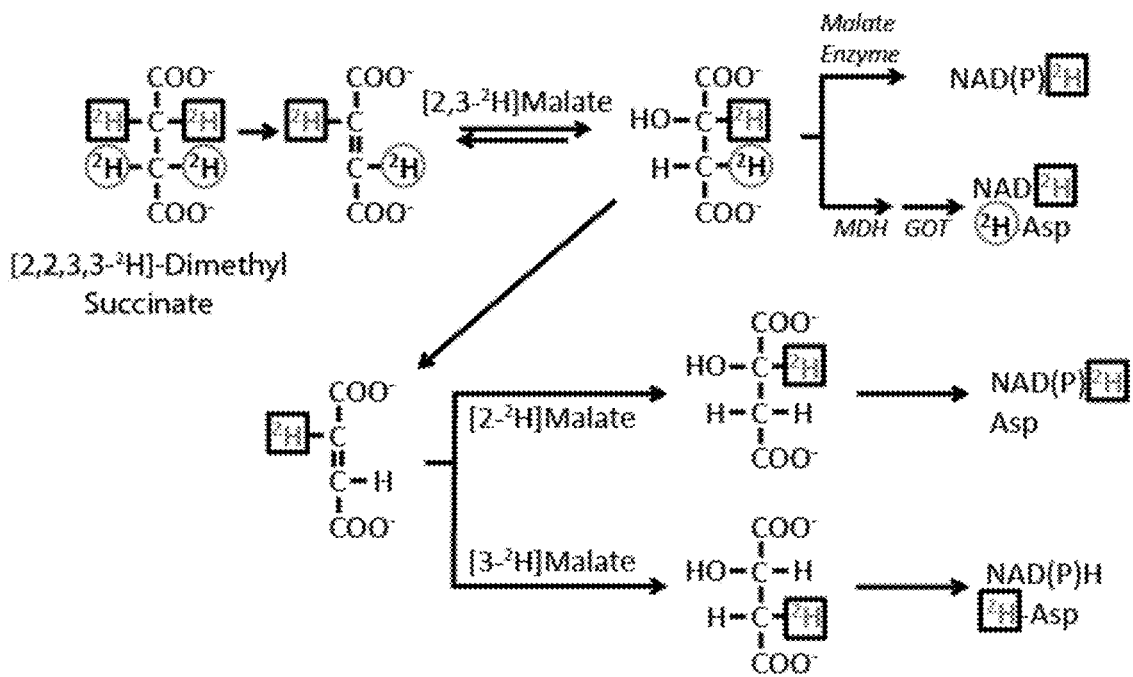 COO⁻ COO⁻ COO⁻ Malate
Enzyme NAD(P) ²H
²H-C-²H ²H-C [2,3-²H]Malate HO-C-²H
²H-C-²H C-²H H-C-²H NAD ²H
COO⁻ COO⁻ COO⁻ MDH GOT ²H Asp
[2,2,3,3-²H]-Dimethyl
Succinate
COO⁻
HO-C-²H
COO⁻ [2-²H]Malate H-C-H NAD(P) ²H
²H-C COO⁻ Asp
C-H
COO⁻ COO⁻
[3-²H]Malate HO-C-H NAD(P)H
H-C-²H ²H-Asp
COO⁻